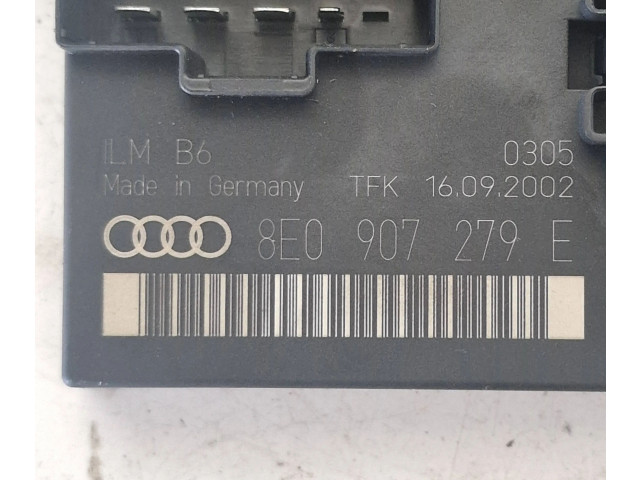 ILM B6 0305
Made in Germany TFK 16.09.2002
8E0 907 279 E